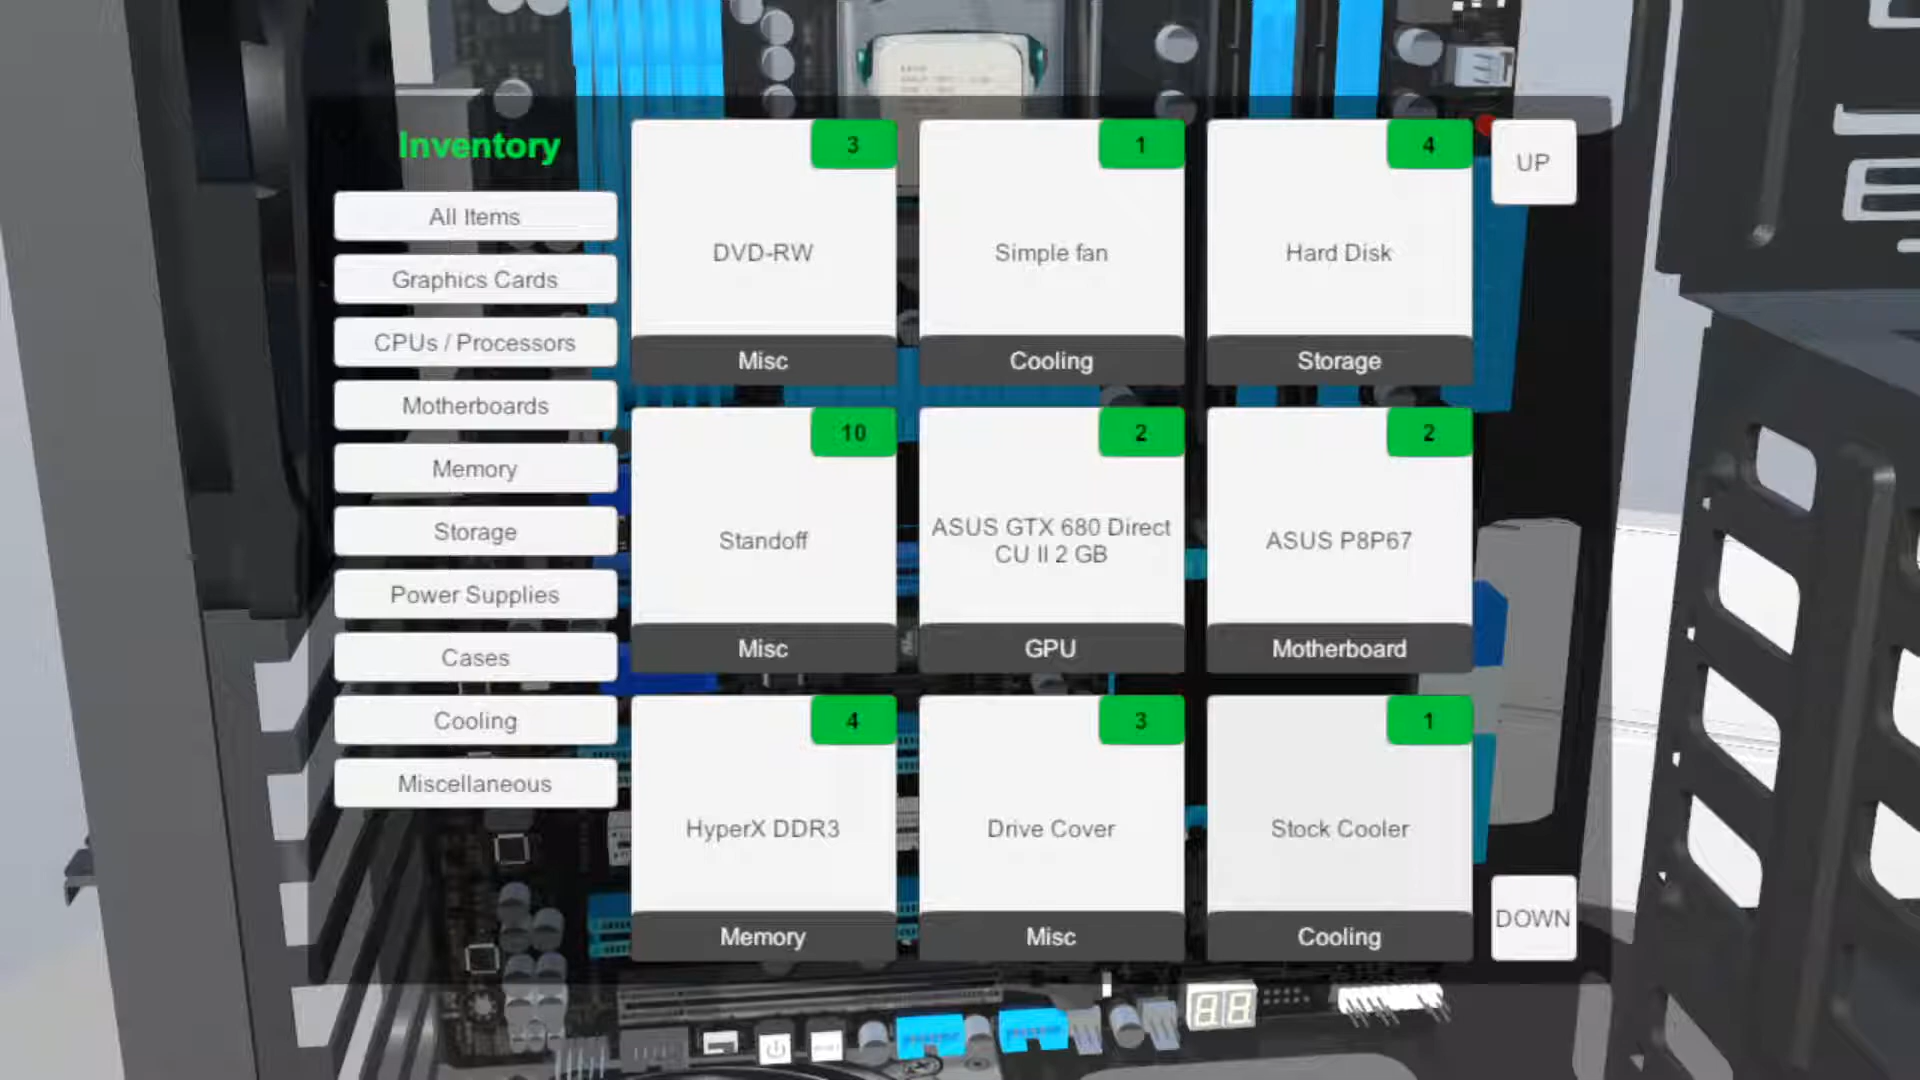 Inventory
All Items
Graphics Cards
CPUs / Processors
Motherboards
Memory
Storage
Power Supplies
Cases
Cooling
Miscellaneous
3
DVD-RW
Misc
1
Simple fan
Cooling
4
Hard Disk
Storage
10
Standoff
Misc
2
ASUS GTX 680 Direct
CU II 2 GB
GPU
2
ASUS P8P67
Motherboard
4
HyperX DDR3
Memory
3
Drive Cover
Misc
1
Stock Cooler
Cooling
UP
DOWN
88